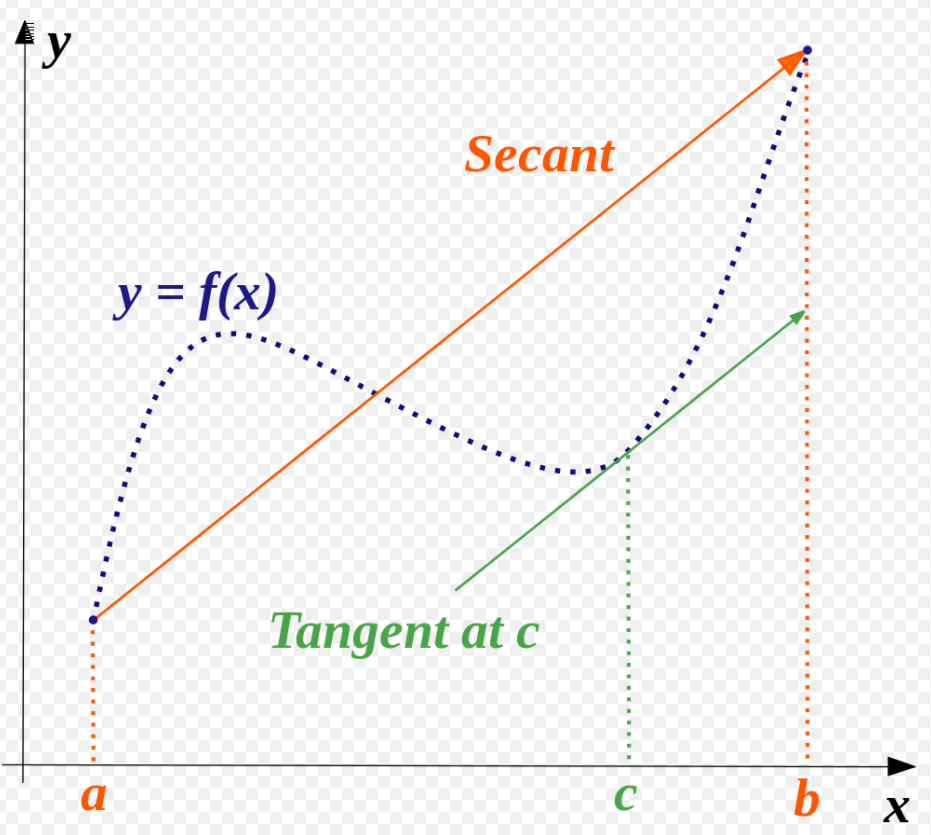 y
Secant
y = f(x)
Tangent at c
a
c
b
x